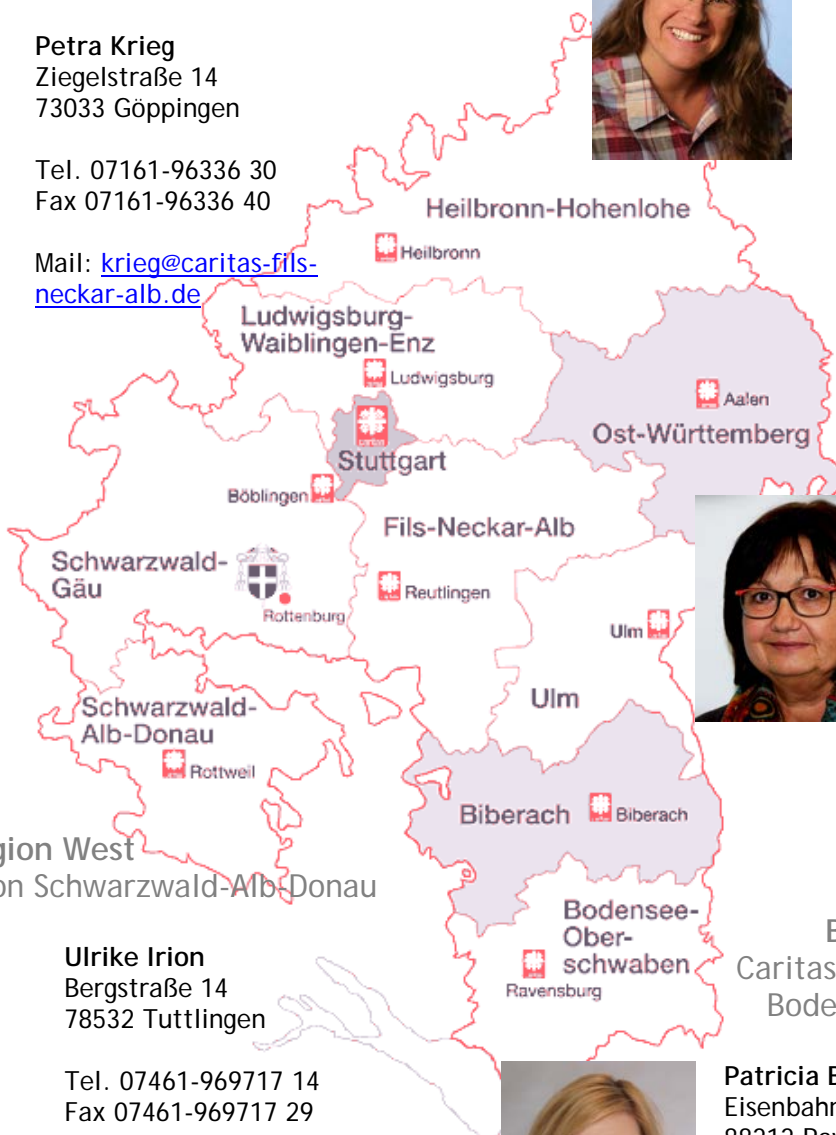 Petra Krieg
Ziegelstraße 14
73033 Göppingen
Tel. 07161-96336 30
Fax 07161-96336 40
Mail: krieg@caritas-fils-
neckar-alb.de
Heilbronn-Hohenlohe
Heilbronn
Ludwigsburg-
Waiblingen-Enz
Ludwigsburg
Aalen
Ost-Württemberg
caritas
Stuttgart
Böblingen
Fils-Neckar-Alb
Schwarzwald-
Gäu
Rottenburg
Reutlingen
Ulm
Ulm
Schwarzwald-
Alb-Donau
Rottweil
Biberach
Biberach
gion West
on Schwarzwald-Alb-Donau
Bodensee-
Ober-
schwaben
Ravensburg
Ulrike Irion
Bergstraße 14
78532 Tuttlingen
Tel. 07461-969717 14
Fax 07461-969717 29
Caritas
Bode
Patricia
Eisenbahn